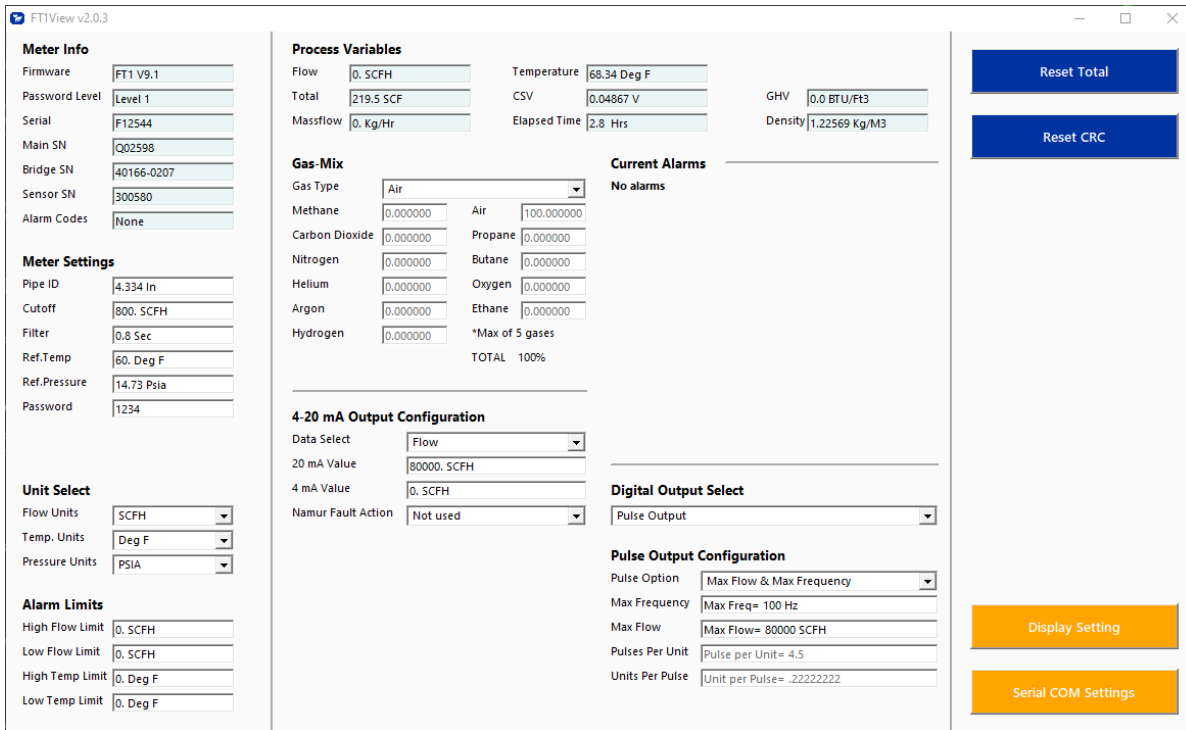 FT1View v2.0.3
Meter Info
Firmware FT1 V9.1
Password Level Level 1
Serial F12544
Main SN Q02598
Bridge SN 40166-0207
Sensor SN 300580
Alarm Codes None
Meter Settings
Pipe ID 4.334 In
Cutoff 800. SCFH
Filter 0.8 Sec
Ref.Temp 60. Deg F
Ref.Pressure 14.73 Psia
Password 1234
Unit Select
Flow Units SCFH
Temp. Units Deg F
Pressure Units PSIA
Alarm Limits
High Flow Limit 0. SCFH
Low Flow Limit 0. SCFH
High Temp Limit 0. Deg F
Low Temp Limit 0. Deg F
Process Variables
Flow 0. SCFH Temperature 68.34 Deg F
Total 219.5 SCF CSV 0.04867 V GHV 0.0 BTU/Ft3
Massflow 0. Kg/Hr Elapsed Time 2.8 Hrs Density 1.22569 Kg/M3
Gas-Mix
Gas Type Air
Methane 0.000000 Air 100.000000
Carbon Dioxide 0.000000 Propane 0.000000
Nitrogen 0.000000 Butane 0.000000
Helium 0.000000 Oxygen 0.000000
Argon 0.000000 Ethane 0.000000
Hydrogen 0.000000 *Max of 5 gases
TOTAL 100%
Current Alarms
No alarms
4-20 mA Output Configuration
Data Select Flow
20 mA Value 80000. SCFH
4 mA Value 0. SCFH
Namur Fault Action Not used
Digital Output Select
Pulse Output
Pulse Output Configuration
Pulse Option Max Flow & Max Frequency
Max Frequency Max Freq= 100 Hz
Max Flow Max Flow= 80000 SCFH
Pulses Per Unit Pulse per Unit= 4.5
Units Per Pulse Unit per Pulse= .22222222
Reset Total
Reset CRC
Display Setting
Serial COM Settings